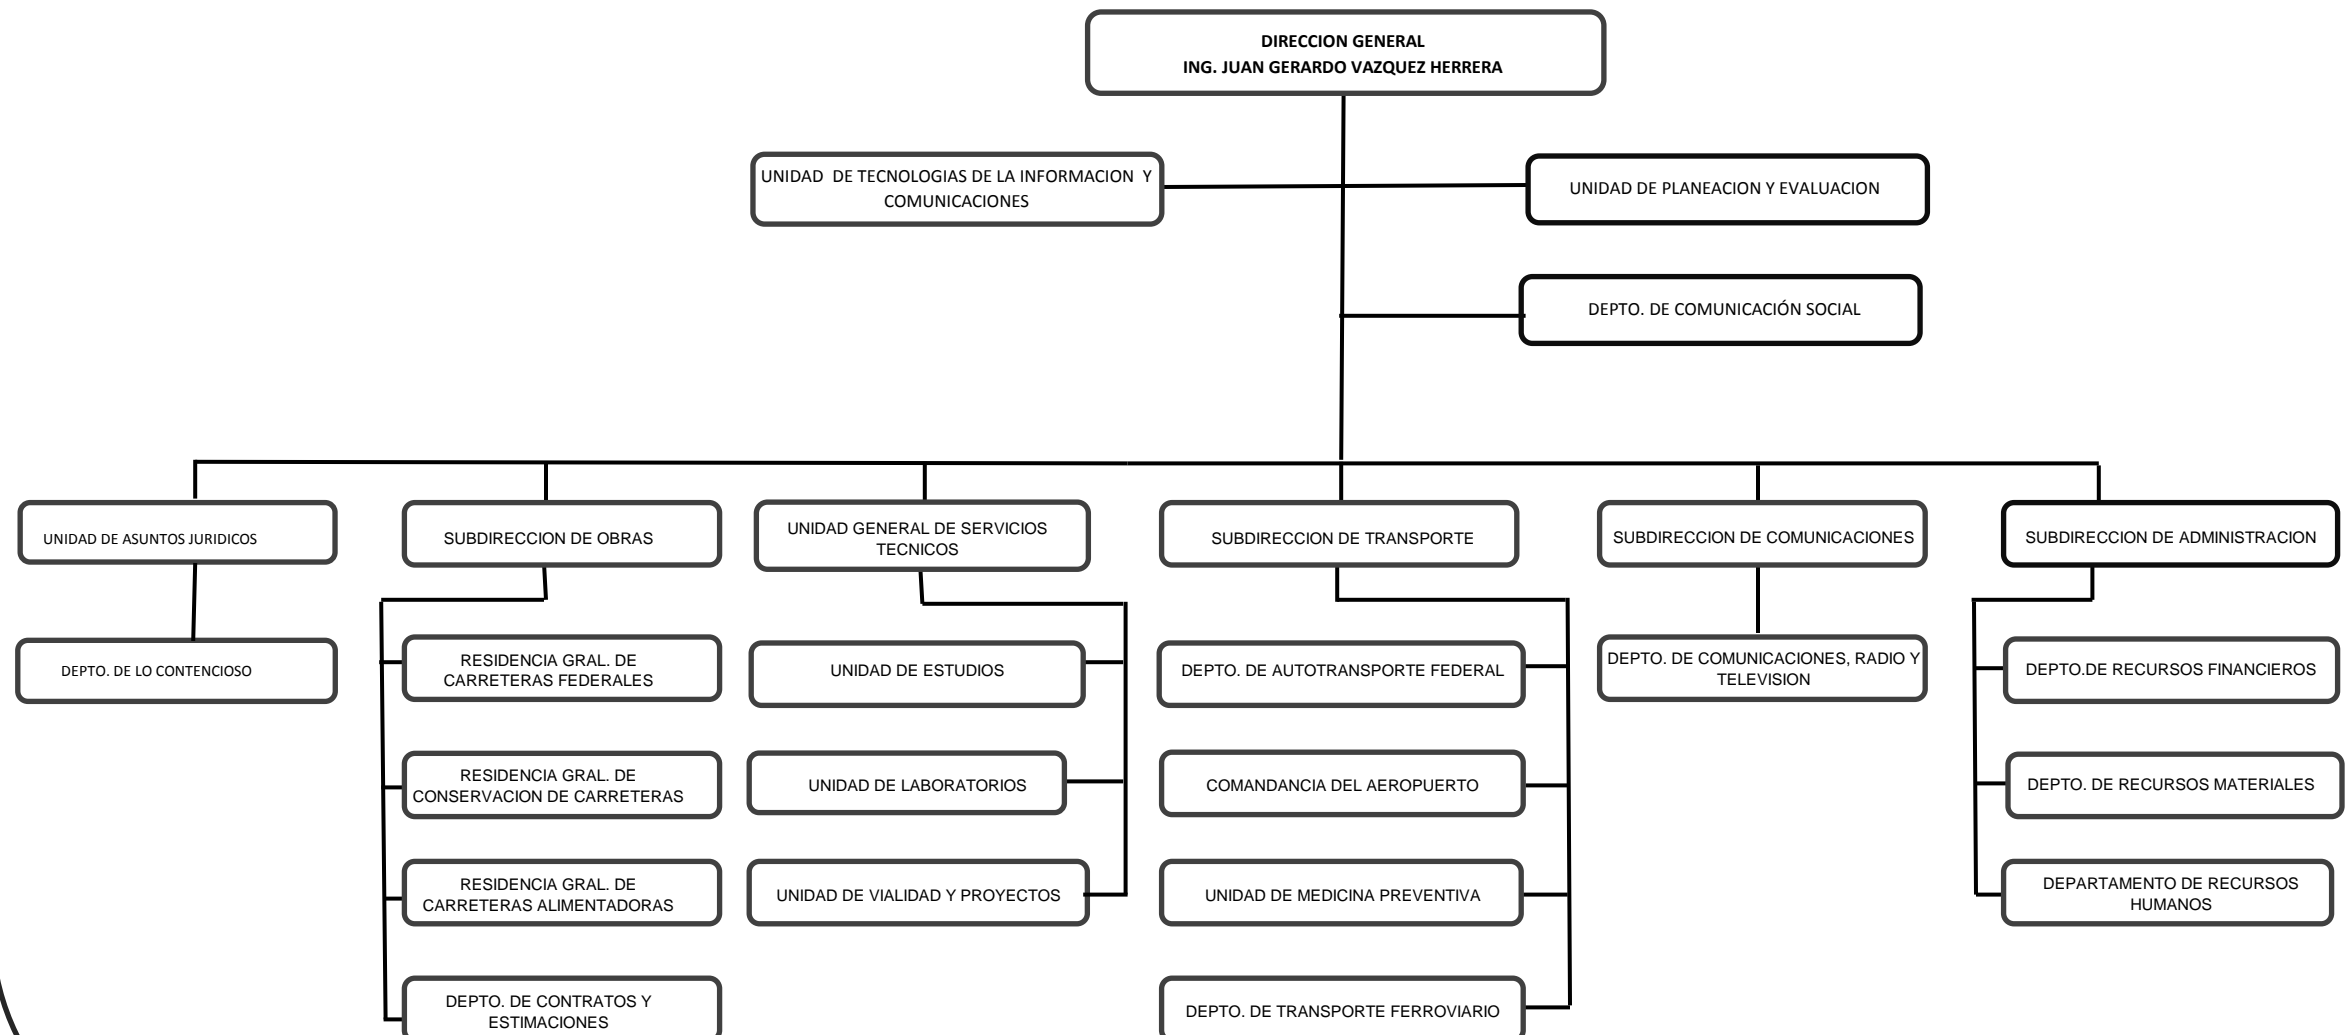 DIRECCION GENERAL
ING. JUAN GERARDO VAZQUEZ HERRERA
UNIDAD DE TECNOLOGIAS DE LA INFORMACION Y
COMUNICACIONES
UNIDAD DE PLANEACION Y EVALUACION
DEPTO. DE COMUNICACIÓN SOCIAL
UNIDAD DE ASUNTOS JURIDICOS
SUBDIRECCION DE OBRAS
UNIDAD GENERAL DE SERVICIOS
TECNICOS
SUBDIRECCION DE TRANSPORTE
SUBDIRECCION DE COMUNICACIONES
SUBDIRECCION DE ADMINISTRACION
DEPTO. DE LO CONTENCIOSO
RESIDENCIA GRAL. DE
CARRETERAS FEDERALES
UNIDAD DE ESTUDIOS
DEPTO. DE AUTOTRANSPORTE FEDERAL
DEPTO. DE COMUNICACIONES, RADIO Y
TELEVISION
DEPTO.DE RECURSOS FINANCIEROS
RESIDENCIA GRAL. DE
CONSERVACION DE CARRETERAS
UNIDAD DE LABORATORIOS
COMANDANCIA DEL AEROPUERTO
DEPTO. DE RECURSOS MATERIALES
RESIDENCIA GRAL. DE
CARRETERAS ALIMENTADORAS
UNIDAD DE VIALIDAD Y PROYECTOS
UNIDAD DE MEDICINA PREVENTIVA
DEPARTAMENTO DE RECURSOS
HUMANOS
DEPTO. DE CONTRATOS Y
ESTIMACIONES
DEPTO. DE TRANSPORTE FERROVIARIO